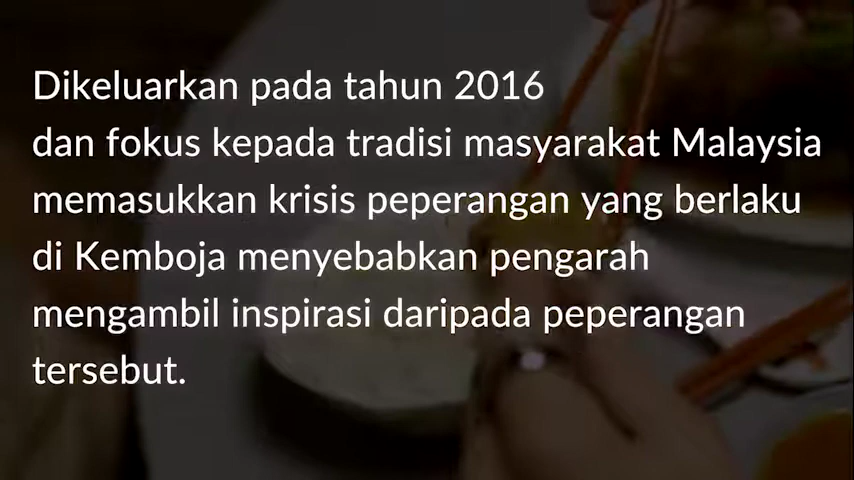 Dikeluarkan pada tahun 2016
dan fokus kepada tradisi masyarakat Malaysia
memasukkan krisis peperangan yang berlaku
di Kemboja menyebabkan pengarah
mengambil inspirasi daripada peperangan
tersebut.